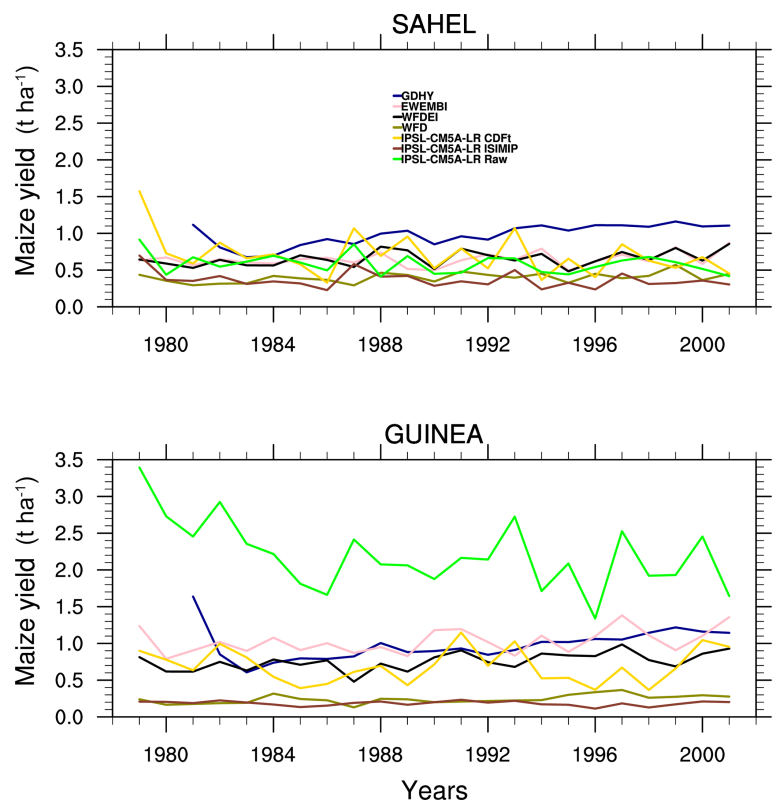 SAHEL
3.5
3.0
2.5
2.0
1.5
1.0
0.5
0.0
Maize yield (t ha-1)
GDHY
EWEMBI
WFDEI
WFD
IPSL-CM5A-LR CDFt
IPSL-CM5A-LR ISIMIP
IPSL-CM5A-LR Raw
1980 1984 1988 1992 1996 2000
GUINEA
3.5
3.0
2.5
2.0
1.5
1.0
0.5
0.0
Maize yield (t ha-1)
1980 1984 1988 1992 1996 2000
Years